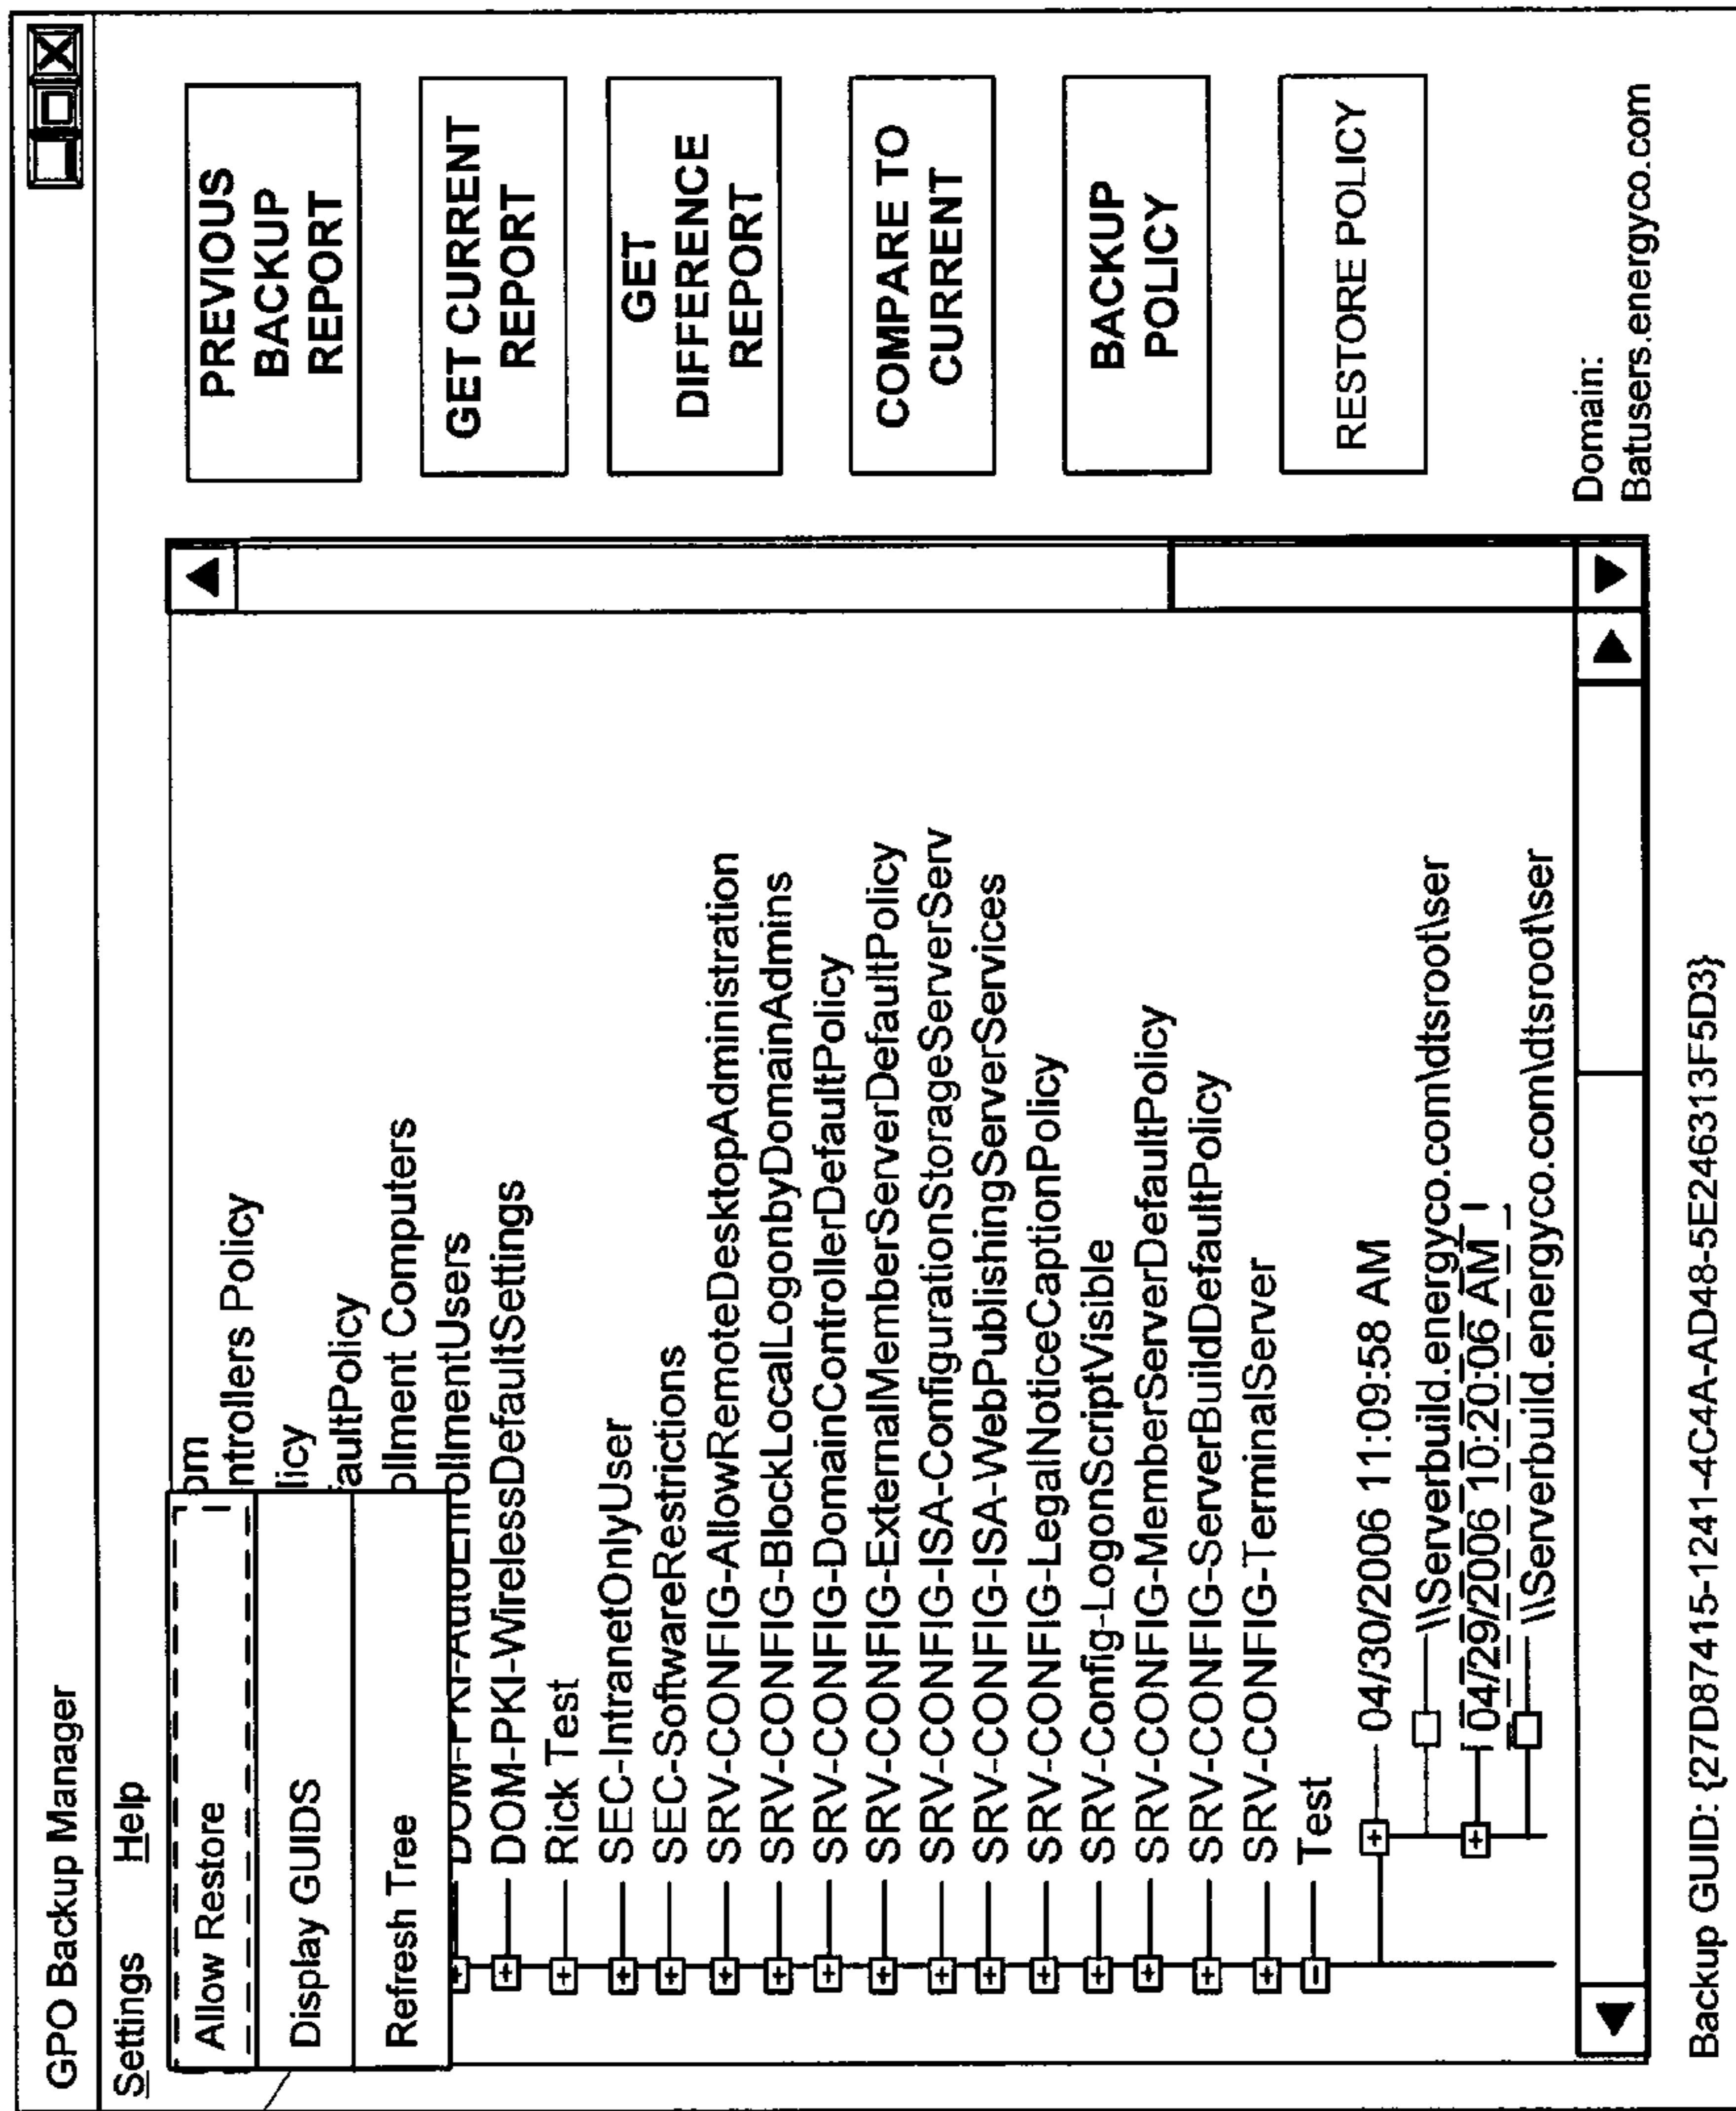 GPO Backup Manager
Settings Help
Allow Restore
Display GUIDS
Refresh Tree
om
ntrollers Policy
licy
aultPolicy
ollment Computers
DOM-PKI-AutoEnrollmentUsers
DOM-PKI-WirelessDefaultSettings
Rick Test
SEC-IntranetOnlyUser
SEC-SoftwareRestrictions
SRV-CONFIG-AllowRemoteDesktopAdministration
SRV-CONFIG-BlockLocalLogonbyDomainAdmins
SRV-CONFIG-DomainControllerDefaultPolicy
SRV-CONFIG-ExternalMemberServerDefaultPolicy
SRV-CONFIG-ISA-ConfigurationStorageServerServ
SRV-CONFIG-ISA-WebPublishingServerServices
SRV-CONFIG-LegalNoticeCaptionPolicy
SRV-Config-LogonScriptVisible
SRV-CONFIG-MemberServerDefaultPolicy
SRV-CONFIG-ServerBuildDefaultPolicy
SRV-CONFIG-TerminalServer
Test
04/30/2006 11:09:58 AM
\\Serverbuild.energyco.com\dtsroot\ser
04/29/2006 10:20:06 AM
\\Serverbuild.energyco.com\dtsroot\ser
PREVIOUS
BACKUP
REPORT
GET CURRENT
REPORT
GET
DIFFERENCE
REPORT
COMPARE TO
CURRENT
BACKUP
POLICY
RESTORE POLICY
Domain:
Batusers.energyco.com
Backup GUID: {27D87415-1241-4C4A-AD48-5E246313F5D3}